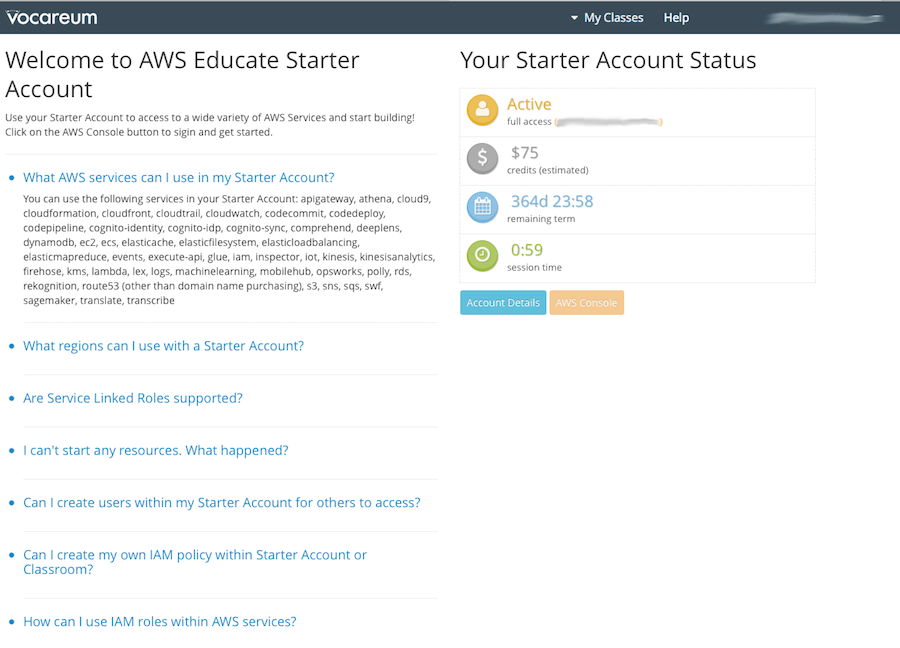 vocareum
My Classes Help
Welcome to AWS Educate Starter
Account
Use your Starter Account to access to a wide variety of AWS Services and start building!
Click on the AWS Console button to sigin and get started.
What AWS services can I use in my Starter Account?
You can use the following services in your Starter Account: apigateway, athena, cloud9,
cloudformation, cloudfront, cloudtrail, cloudwatch, codecommit, codedeploy,
codepipeline, cognito-identity, cognito-idp, cognito-sync, comprehend, deeplens,
dynamodb, ec2, ecs, elasticache, elasticfilesystem, elasticloadbalancing,
elasticmapreduce, events, execute-api, glue, iam, inspector, iot, kinesis, kinesisanalytics,
firehose, kms, lambda, lex, logs, machinelearning, mobilehub, opsworks, polly, rds,
rekognition, route53 (other than domain name purchasing), s3, sns, sqs, swf,
sagemaker, translate, transcribe
What regions can I use with a Starter Account?
Are Service Linked Roles supported?
I can't start any resources. What happened?
Can I create users within my Starter Account for others to access?
Can I create my own IAM policy within Starter Account or
Classroom?
How can I use IAM roles within AWS services?
Your Starter Account Status
Active
full access (
$
$75
credits (estimated)
364d 23:58
remaining term
0:59
session time
Account Details AWS Console